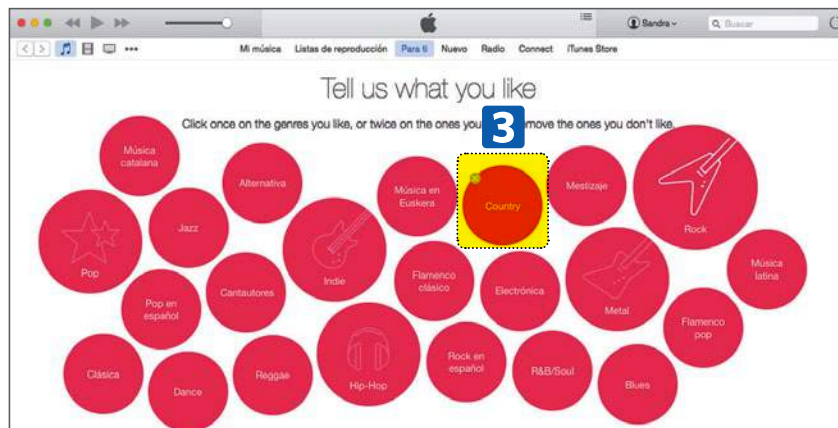 Sandra
Buscar
Mi música Listas de reproducción Para ti Nuevo Radio Connect iTunes Store
Tell us what you like
Click once on the genres you like, or twice on the ones you move the ones you don't like.
3
Música
catalana
Alternativa
Música en
Euskera
Country
Mestizaje
Rock
Pop
Jazz
Indie
Flamenco
clásico
Electrónica
Metal
Música
latina
Pop en
español
Cantautores
Flamenco
pop
Clásica
Dance
Reggae
Hip-Hop
Rock en
español
R&B/Soul
Blues